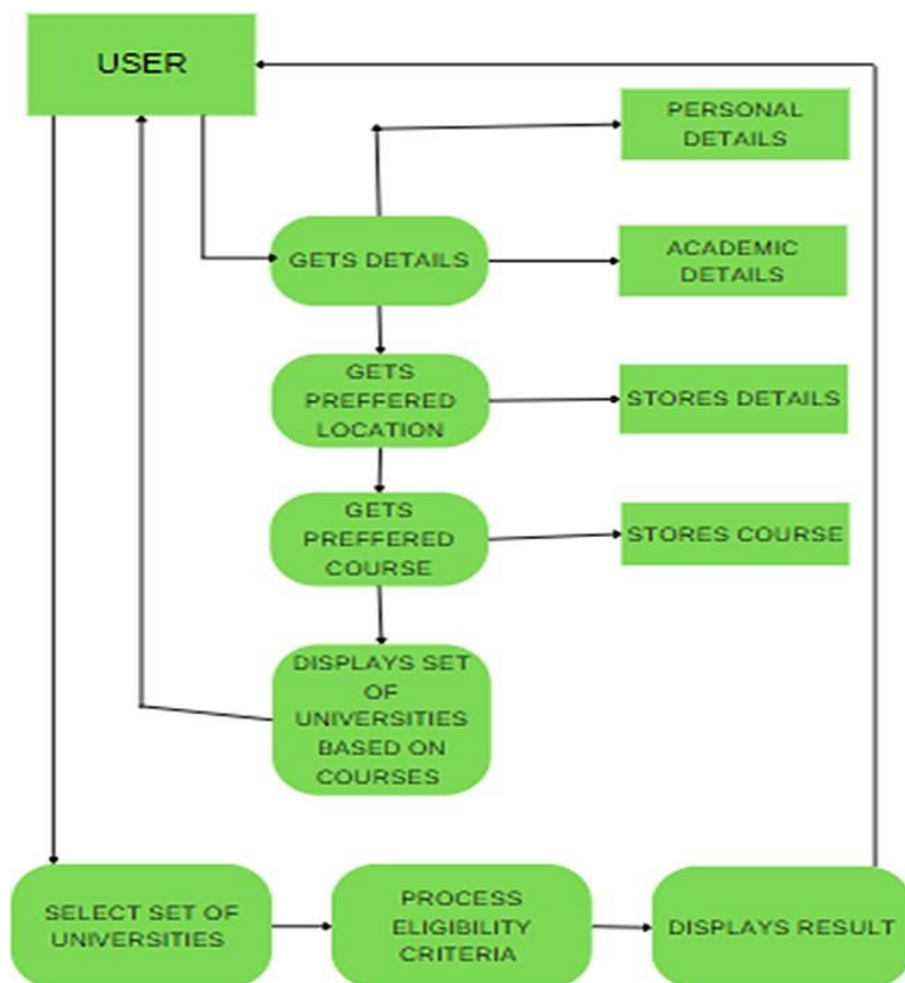 USER
PERSONAL
DETAILS
GETS DETAILS
ACADEMIC
DETAILS
GETS
PREFFERED
LOCATION
STORES DETAILS
GETS
PREFFERED
COURSE
STORES COURSE
DISPLAYS SET
OF
UNIVERSITIES
BASED ON
COURSES
SELECT SET OF
UNIVERSITIES
PROCESS
ELIGIBILITY
CRITERIA
DISPLAYS RESULT